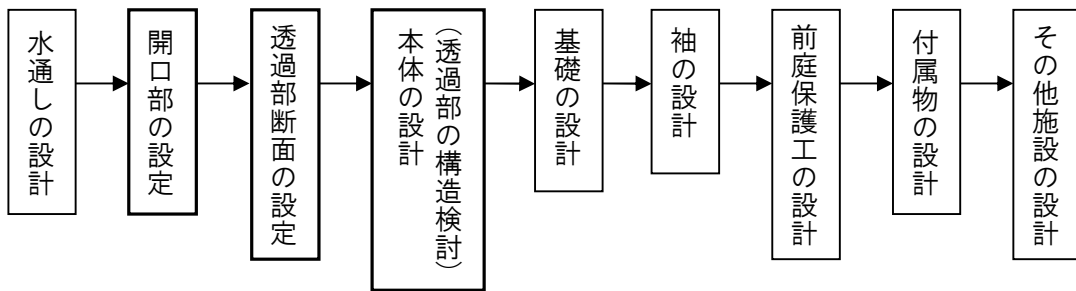 水通しの設計
開口部の設定
透過部断面の設定
本体の設計
(透過部の構造検討)
基礎の設計
袖の設計
前庭保護工の設計
付属物の設計
その他施設の設計